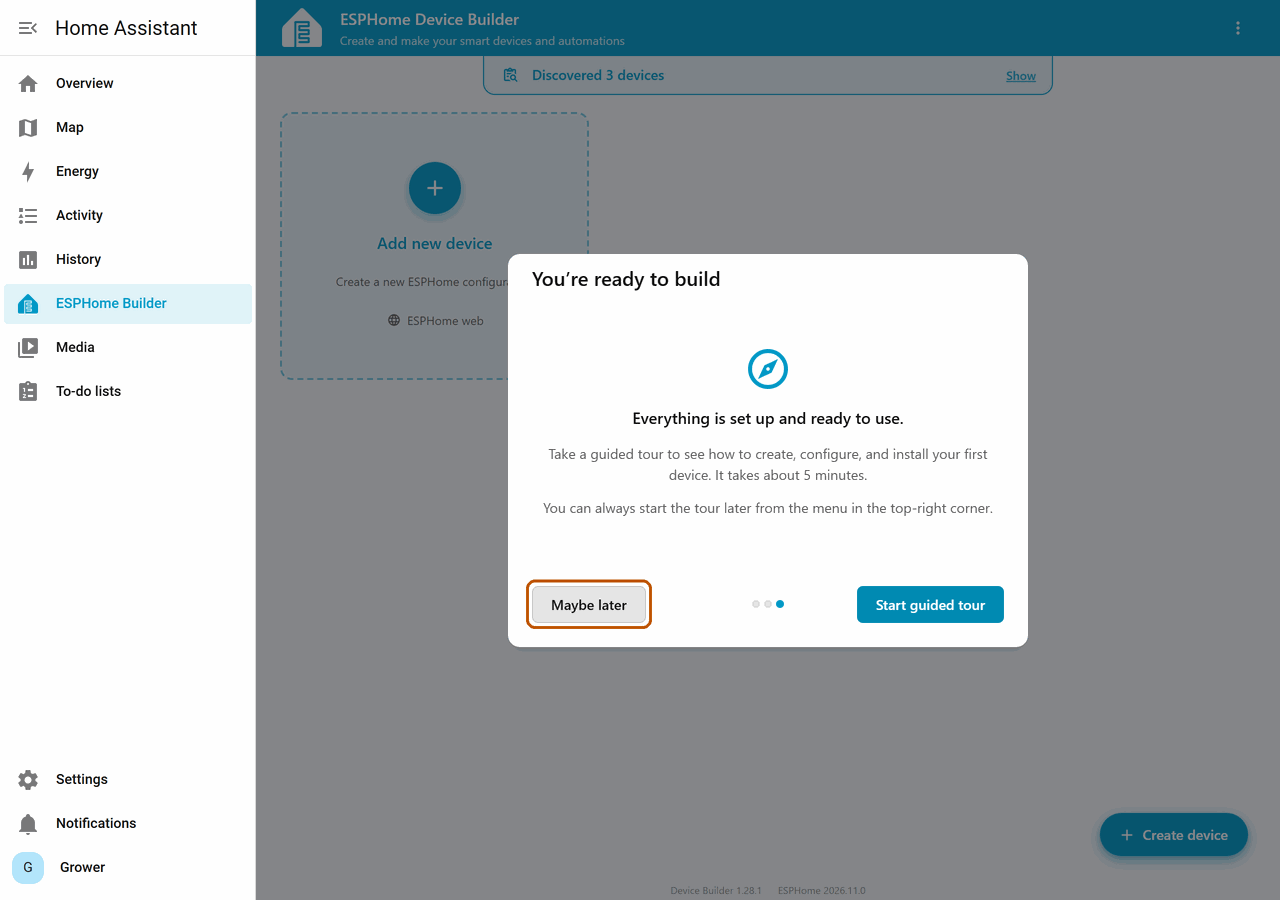 Home Assistant
Overview
Map
Energy
Activity
History
ESPHome Builder
Media
To-do lists
Settings
Notifications
G
Grower
ESPHome Device Builder
Create and make your smart devices and automations
Discovered 3 devices
Show
Add new device
Create a new ESPHome
ESPHome web
You’re ready to build
Everything is set up and ready to use.
Take a guided tour to see how to create, configure, and install your first
device. It takes about 5 minutes.
You can always start the tour later from the menu in the top-right corner.
Maybe later
Start guided tour
Create device
Device Builder 1.28.1
ESPHome 2026.11.0